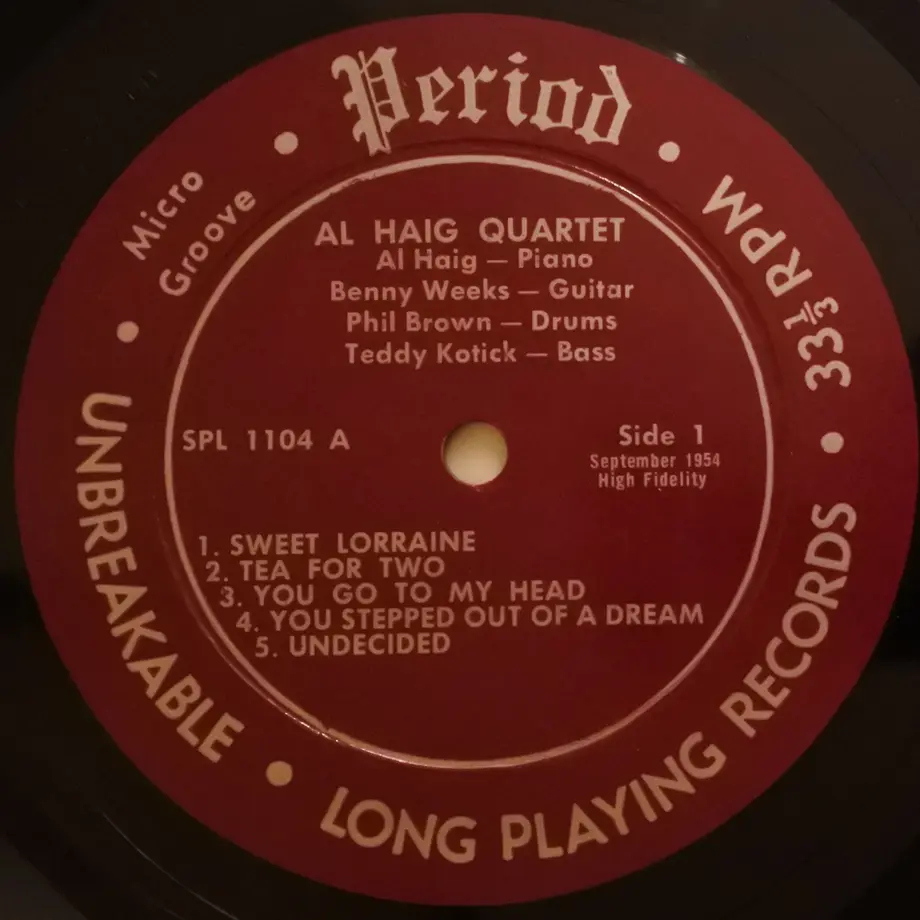 Period
Micro
Groove
33⅓ RPM
AL HAIG QUARTET
Al Haig — Piano
Benny Weeks — Guitar
Phil Brown — Drums
Teddy Kotick — Bass
SPL 1104 A
Side 1
September 1954
High Fidelity
1. SWEET LORRAINE
2. TEA FOR TWO
3. YOU GO TO MY HEAD
4. YOU STEPPED OUT OF A DREAM
5. UNDECIDED
UNBREAKABLE
LONG PLAYING RECORDS